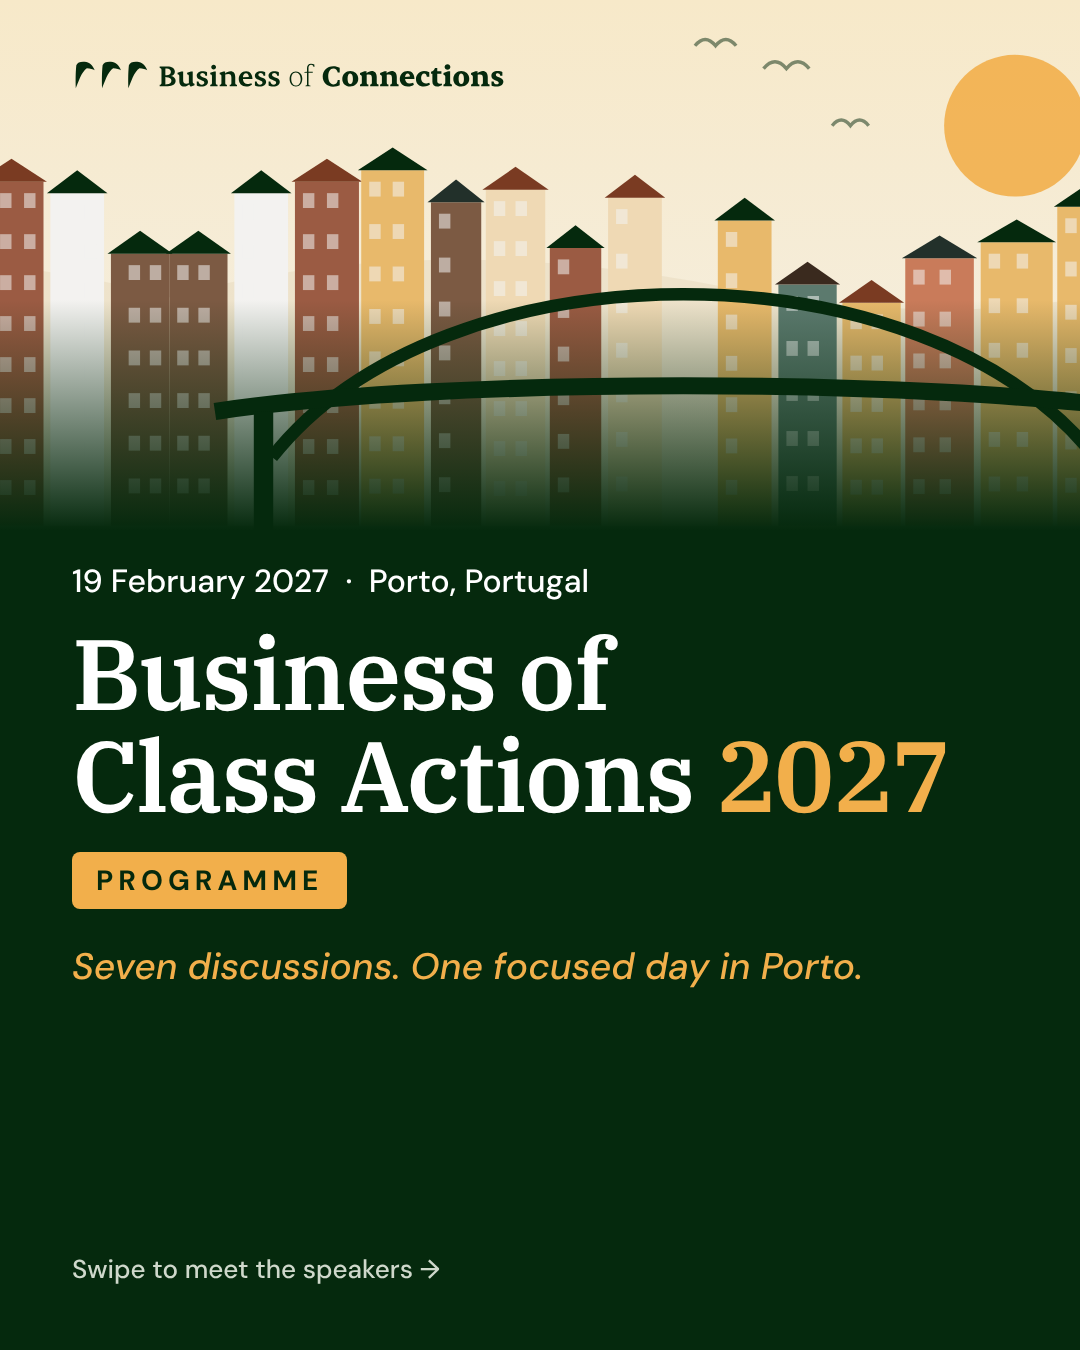 Business of Connections
19 February 2027 · Porto, Portugal
Business of
Class Actions 2027
PROGRAMME
Seven discussions. One focused day in Porto.
Swipe to meet the speakers →